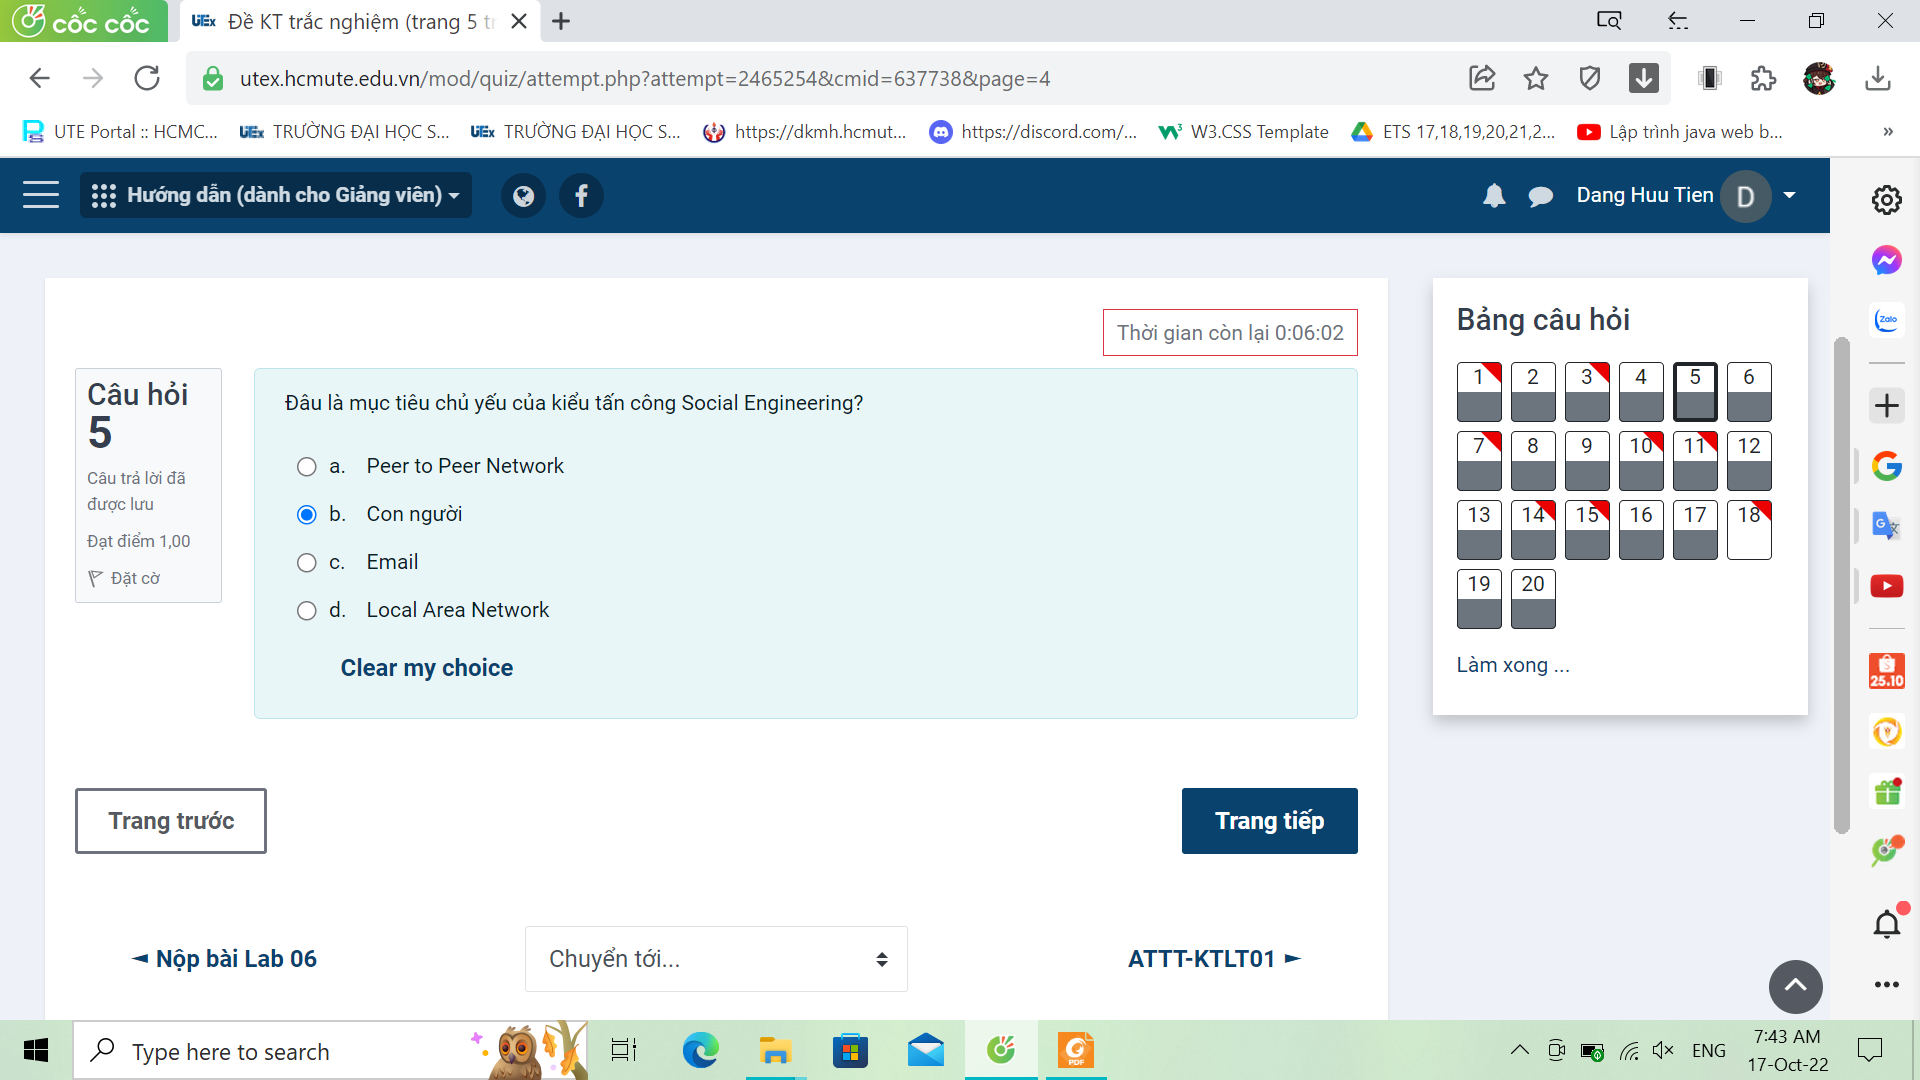 cốc cốc
UEx Đề KT trắc nghiệm (trang 5 tr
utex.hcmute.edu.vn/mod/quiz/attempt.php?attempt=2465254&cmid=637738&page=4
UTE Portal :: HCMC...
UEx TRƯỜNG ĐẠI HỌC S...
UEx TRƯỜNG ĐẠI HỌC S...
https://dkmh.hcmut...
https://discord.com/...
W3.CSS Template
ETS 17,18,19,20,21,2...
Lập trình java web b...
»
Hướng dẫn (dành cho Giảng viên)
Dang Huu Tien D
Thời gian còn lại 0:06:02
Câu hỏi
5
Câu trả lời đã
được lưu
Đạt điểm 1,00
Đặt cờ
Đâu là mục tiêu chủ yếu của kiểu tấn công Social Engineering?
a. Peer to Peer Network
b. Con người
c. Email
d. Local Area Network
Clear my choice
Trang trước
Trang tiếp
◄ Nộp bài Lab 06
Chuyển tới...
ATTT-KTLT01 ►
Bảng câu hỏi
1 2 3 4 5 6
7 8 9 10 11 12
13 14 15 16 17 18
19 20
Làm xong ...
Zalo
25.10
Type here to search
PDF
ENG
7:43 AM
17-Oct-22